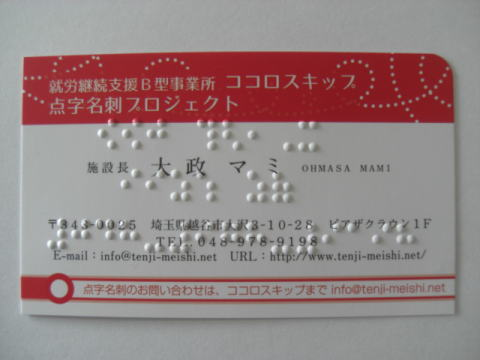 就労継続支援B型事業所 ココロスキップ
点字名刺プロジェクト
施設長 大政 マミ OHMASA MAMI
〒343-0025 埼玉県越谷市大沢3-10-28 ピアザクラウン1F
TEL. 048-978-9198
E-mail：info@tenji-meishi.net URL：http://www.tenji-meishi.net/
点字名刺のお問い合わせは、ココロスキップまで info@tenji-meishi.net